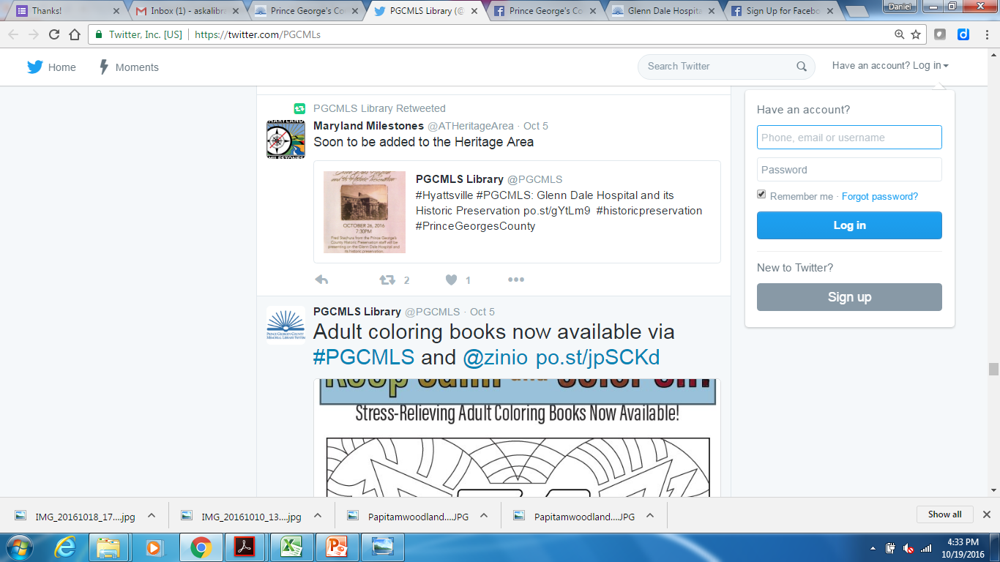 Thanks!
Inbox (1) - askalibra
Prince George's Co
PGCMLS Library (@
Prince George's Co
Glenn Dale Hospita
Sign Up for Facebo
Daniel
Twitter, Inc. [US]
https://twitter.com/PGCMLs
Home
Moments
Search Twitter
Have an account? Log in
PGCMLS Library Retweeted
Maryland Milestones @ATHeritageArea · Oct 5
Soon to be added to the Heritage Area
MARYLAND
MILESTONES
Glenn Dale Hospital
and its Historic Preservation
OCTOBER 26, 2016
7:30PM
Fred Stachura from the Prince George's
County Historic Preservation staff will be
presenting on the Glenn Dale Hospital and
its historic preservation.
PGCMLS Library @PGCMLS
#Hyattsville #PGCMLS: Glenn Dale Hospital and its
Historic Preservation po.st/gYtLm9 #historicpreservation
#PrinceGeorgesCounty
2
1
PGCMLS Library @PGCMLS · Oct 5
PRINCE GEORGE'S COUNTY
MEMORIAL LIBRARY SYSTEM
Adult coloring books now available via
#PGCMLS and @zinio po.st/jpSCKd
Keep Calm and Color On!
Stress-Relieving Adult Coloring Books Now Available!
Have an account?
Phone, email or username
Password
Remember me · Forgot password?
Log in
New to Twitter?
Sign up
IMG_20161018_17....jpg
IMG_20161010_13....jpg
Papitamwoodland....JPG
Papitamwoodland....JPG
Show all
4:33 PM
10/19/2016